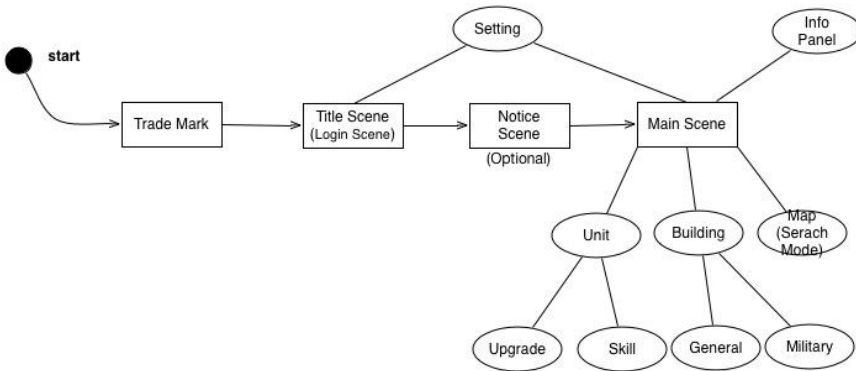 Setting
Info
Panel
start
Trade Mark
Title Scene
(Login Scene)
Notice
Scene
(Optional)
Main Scene
Unit
Building
Map
(Serach
Mode)
Upgrade
Skill
General
Military